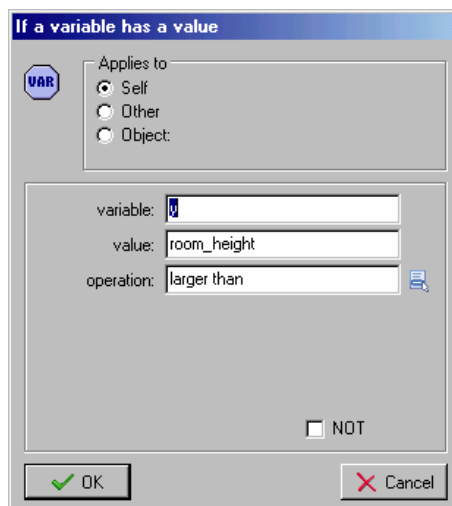 If a variable has a value
VAR
Applies to
Self
Other
Object:
variable: y
value: room_height
operation: larger than
NOT
OK
Cancel